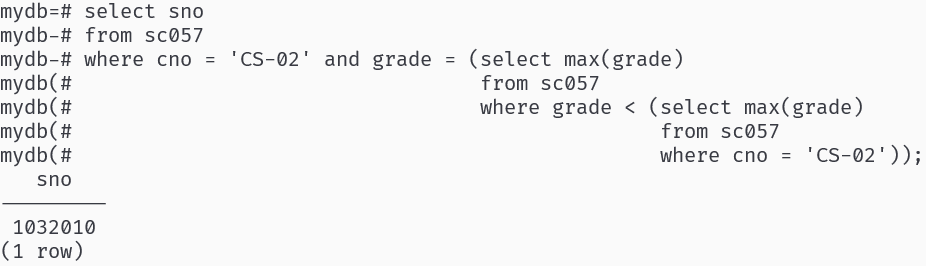 mydb=# select sno
mydb-# from sc057
mydb-# where cno = 'CS-02' and grade = (select max(grade)
mydb(#                                  from sc057
mydb(#                                  where grade < (select max(grade)
mydb(#                                                 from sc057
mydb(#                                                 where cno = 'CS-02'));
   sno
---------
 1032010
(1 row)